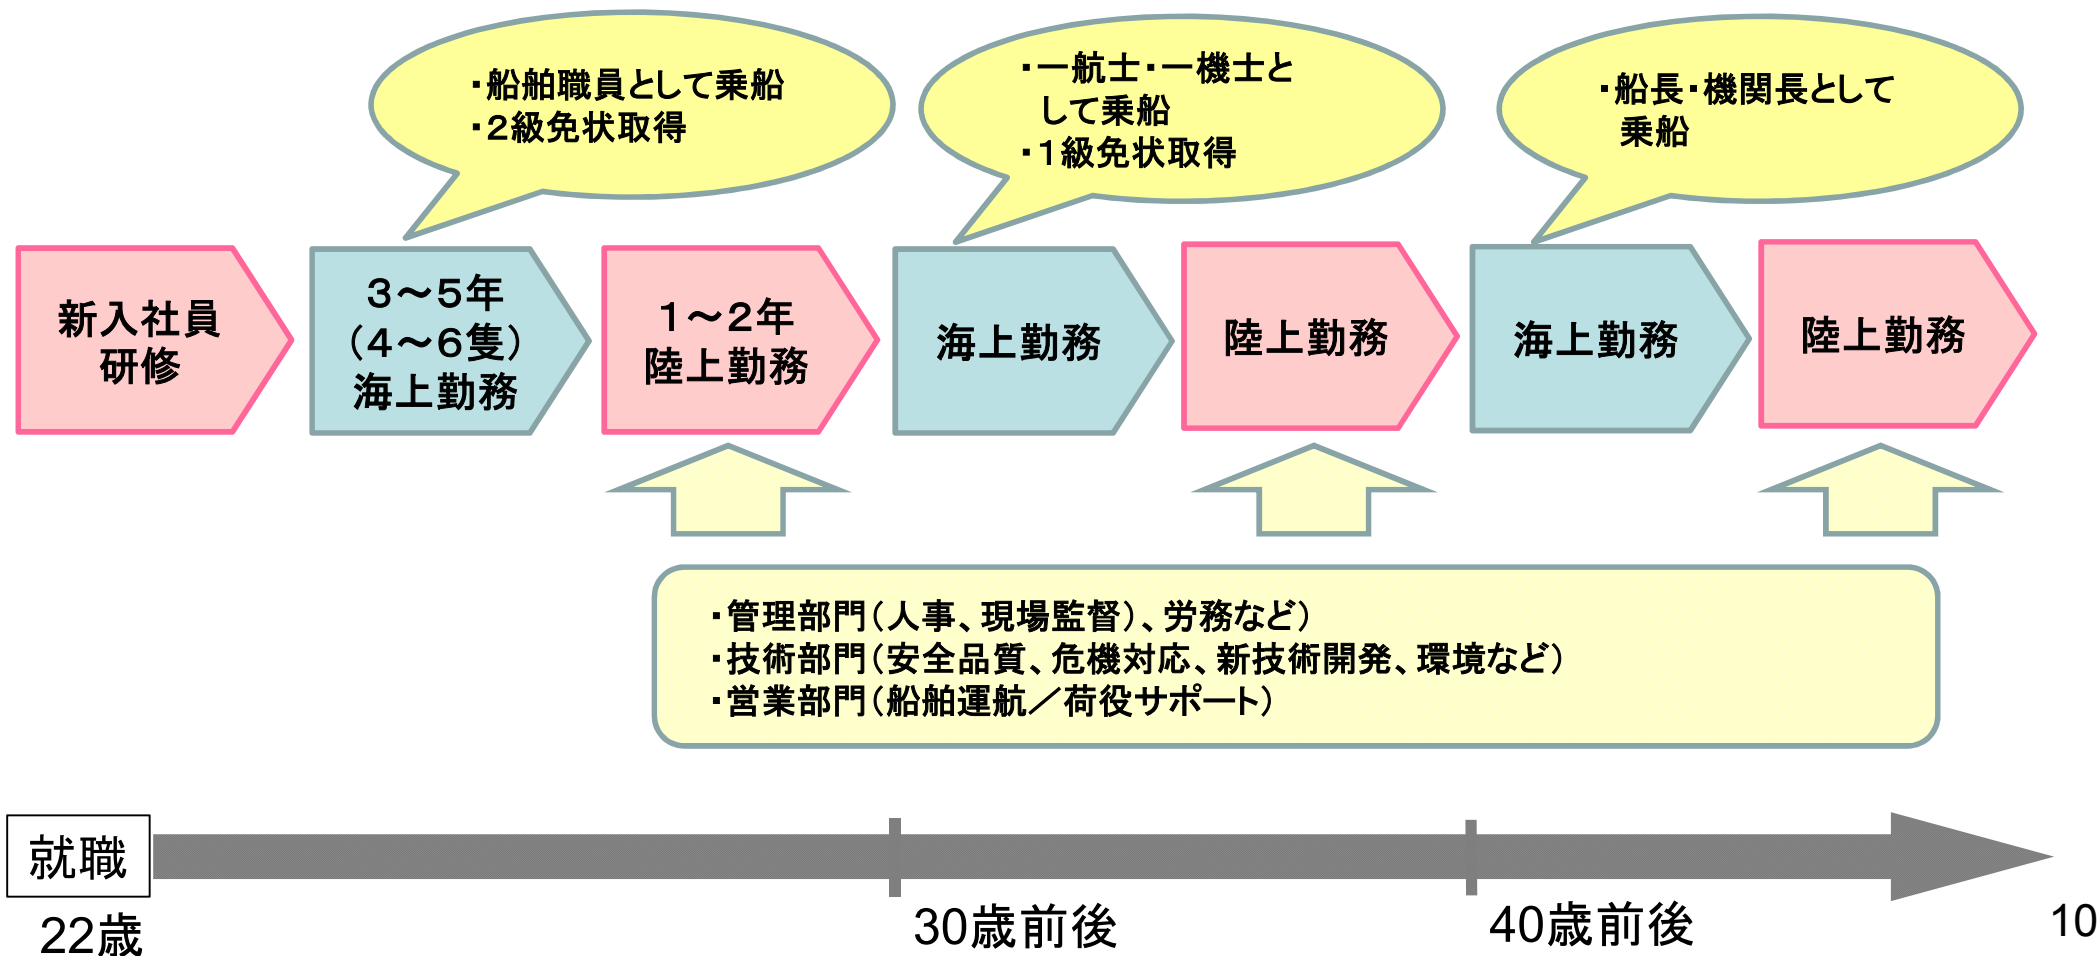 ・船舶職員として乗船
・２級免状取得
・一航士・一機士と
して乗船
・１級免状取得
・船長・機関長として
乗船
新入社員
研修
３～５年
（４～６隻）
海上勤務
１～２年
陸上勤務
海上勤務
陸上勤務
海上勤務
陸上勤務
・管理部門（人事、現場監督）、労務など）
・技術部門（安全品質、危機対応、新技術開発、環境など）
・営業部門（船舶運航／荷役サポート）
就職
22歳
30歳前後
40歳前後
10